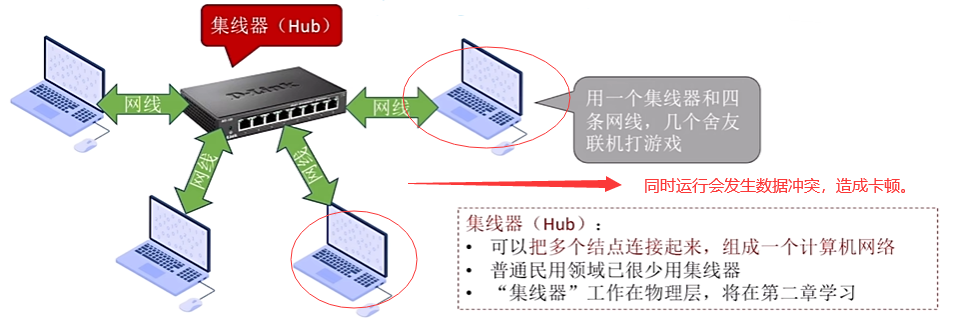 集线器（Hub）
D-Link
网线
网线
网线
网线
用一个集线器和四
条网线，几个舍友
联机打游戏
同时运行会发生数据冲突，造成卡顿。
集线器（Hub）：
• 可以把多个结点连接起来，组成一个计算机网络
• 普通民用领域已很少用集线器
• “集线器”工作在物理层，将在第二章学习